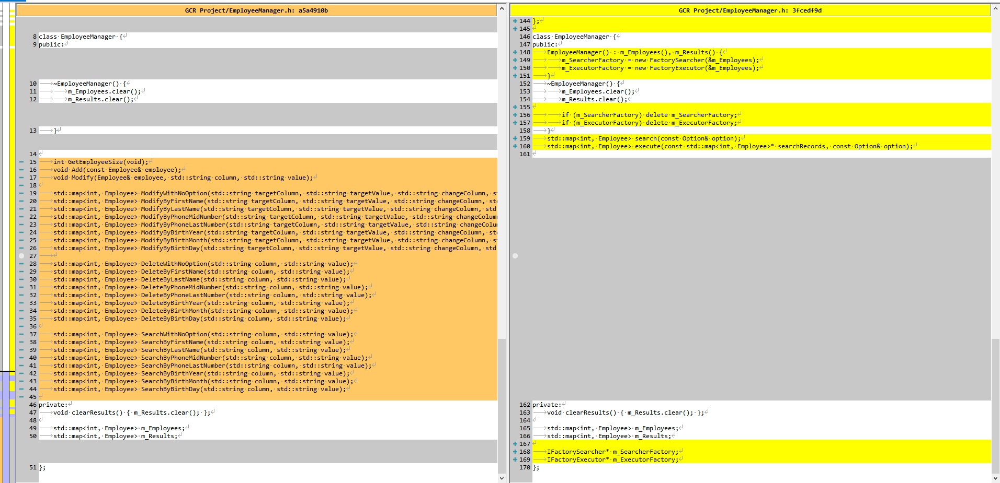 GCR Project/EmployeeManager.h: a5a4910b
8 class EmployeeManager {
9 public:
10 ~EmployeeManager() {
11 m_Employees.clear();
12 m_Results.clear();
13 }
14
15 int GetEmployeeSize(void);
16 void Add(const Employee& employee);
17 void Modify(Employee& employee, std::string column, std::string value);
18
19 std::map<int, Employee> ModifyWithNoOption(std::string targetColumn, std::string targetValue, std::string changeColumn, s
20 std::map<int, Employee> ModifyByFirstName(std::string targetColumn, std::string targetValue, std::string changeColumn, std
21 std::map<int, Employee> ModifyByLastName(std::string targetColumn, std::string targetValue, std::string changeColumn, std
22 std::map<int, Employee> ModifyByPhoneMidNumber(std::string targetColumn, std::string targetValue, std::string changeColum
23 std::map<int, Employee> ModifyByPhoneLastNumber(std::string targetColumn, std::string targetValue, std::string changeColu
24 std::map<int, Employee> ModifyByBirthYear(std::string targetColumn, std::string targetValue, std::string changeColumn, std
25 std::map<int, Employee> ModifyByBirthMonth(std::string targetColumn, std::string targetValue, std::string changeColumn, s
26 std::map<int, Employee> ModifyByBirthDay(std::string targetColumn, std::string targetValue, std::string changeColumn, std
27
28 std::map<int, Employee> DeleteWithNoOption(std::string column, std::string value);
29 std::map<int, Employee> DeleteByFirstName(std::string column, std::string value);
30 std::map<int, Employee> DeleteByLastName(std::string column, std::string value);
31 std::map<int, Employee> DeleteByPhoneMidNumber(std::string column, std::string value);
32 std::map<int, Employee> DeleteByPhoneLastNumber(std::string column, std::string value);
33 std::map<int, Employee> DeleteByBirthYear(std::string column, std::string value);
34 std::map<int, Employee> DeleteByBirthMonth(std::string column, std::string value);
35 std::map<int, Employee> DeleteByBirthDay(std::string column, std::string value);
36
37 std::map<int, Employee> SearchWithNoOption(std::string column, std::string value);
38 std::map<int, Employee> SearchByFirstName(std::string column, std::string value);
39 std::map<int, Employee> SearchByLastName(std::string column, std::string value);
40 std::map<int, Employee> SearchByPhoneMidNumber(std::string column, std::string value);
41 std::map<int, Employee> SearchByPhoneLastNumber(std::string column, std::string value);
42 std::map<int, Employee> SearchByBirthYear(std::string column, std::string value);
43 std::map<int, Employee> SearchByBirthMonth(std::string column, std::string value);
44 std::map<int, Employee> SearchByBirthDay(std::string column, std::string value);
45
46 private:
47 void clearResults() { m_Results.clear(); };
48
49 std::map<int, Employee> m_Employees;
50 std::map<int, Employee> m_Results;
51 };
GCR Project/EmployeeManager.h: 3fcedf9d
144 };
145
146 class EmployeeManager {
147 public:
148 EmployeeManager() : m_Employees(), m_Results() {
149 m_SearcherFactory = new FactorySearcher(&m_Employees);
150 m_ExecutorFactory = new FactoryExecutor(&m_Employees);
151 }
152 ~EmployeeManager() {
153 m_Employees.clear();
154 m_Results.clear();
155
156 if (m_SearcherFactory) delete m_SearcherFactory;
157 if (m_ExecutorFactory) delete m_ExecutorFactory;
158 }
159 std::map<int, Employee> search(const Option& option);
160 std::map<int, Employee> execute(const std::map<int, Employee>* searchRecords, const Option& option);
161
162 private:
163 void clearResults() { m_Results.clear(); };
164
165 std::map<int, Employee> m_Employees;
166 std::map<int, Employee> m_Results;
167
168 IFactorySearcher* m_SearcherFactory;
169 IFactoryExecutor* m_ExecutorFactory;
170 };